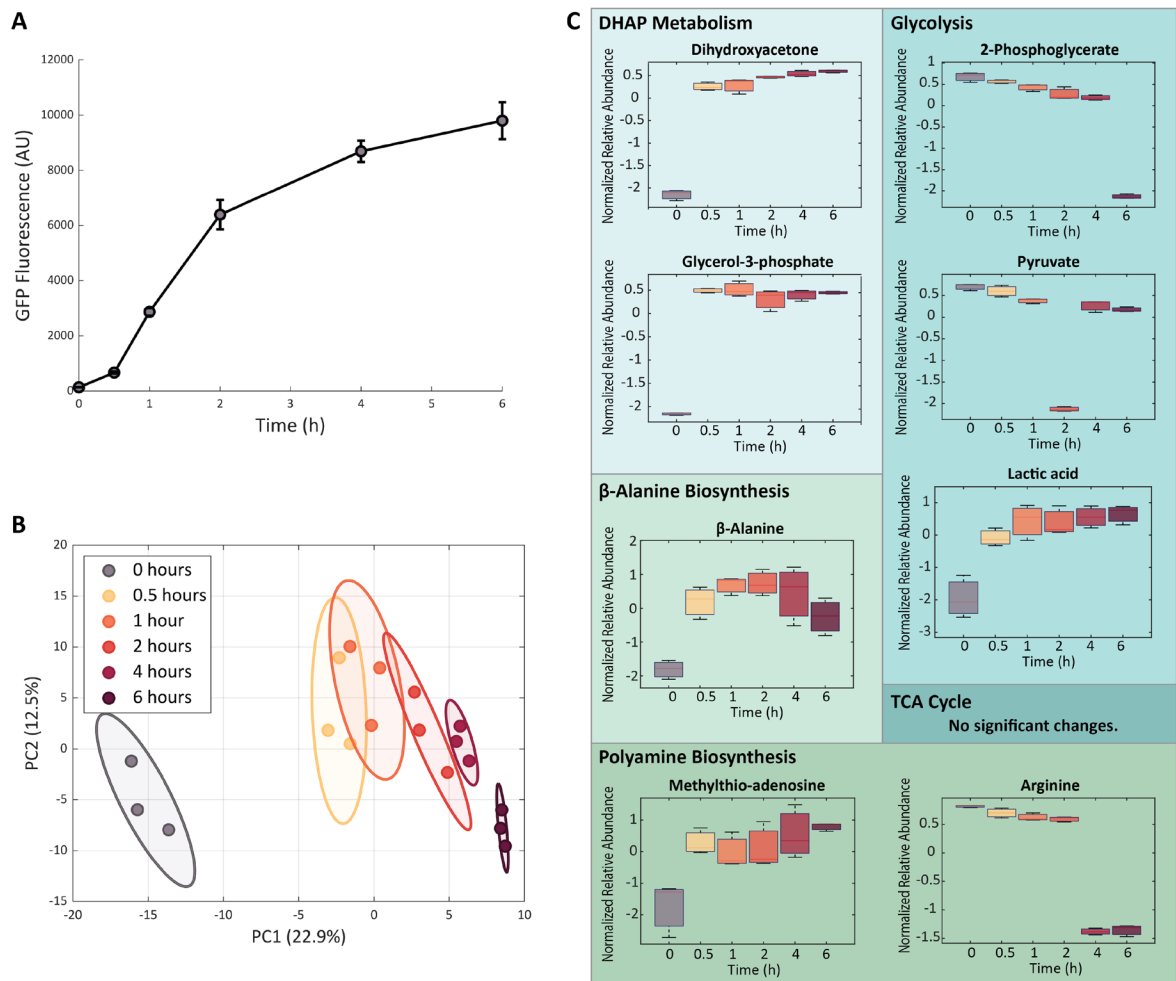 A
12000
10000
8000
6000
4000
2000
0
0
1
2
3
4
5
6
GFP Fluorescence (AU)
Time (h)
B
20
15
10
5
0
-5
-10
-15
-20
-15
-10
-5
0
5
10
PC2 (12.5%)
PC1 (22.9%)
0 hours
0.5 hours
1 hour
2 hours
4 hours
6 hours
C
DHAP Metabolism
Dihydroxyacetone
Normalized Relative Abundance
0.5
0
-0.5
-1
-1.5
-2
0 0.5 1 2 4 6
Time (h)
Glycerol-3-phosphate
Normalized Relative Abundance
0.5
0
-0.5
-1
-1.5
-2
0 0.5 1 2 4 6
Time (h)
Glycolysis
2-Phosphoglycerate
Normalized Relative Abundance
1
0.5
0
-0.5
-1
-1.5
-2
0 0.5 1 2 4 6
Time (h)
Pyruvate
Normalized Relative Abundance
0.5
0
-0.5
-1
-1.5
-2
0 0.5 1 2 4 6
Time (h)
Lactic acid
Normalized Relative Abundance
1
0
-1
-2
-3
0 0.5 1 2 4 6
Time (h)
β-Alanine Biosynthesis
β-Alanine
Normalized Relative Abundance
2
1
0
-1
-2
0 0.5 1 2 4 6
Time (h)
TCA Cycle
No significant changes.
Polyamine Biosynthesis
Methylthio-adenosine
Normalized Relative Abundance
1
0
-1
-2
0 0.5 1 2 4 6
Time (h)
Arginine
Normalized Relative Abundance
0.5
0
-0.5
-1
-1.5
0 0.5 1 2 4 6
Time (h)